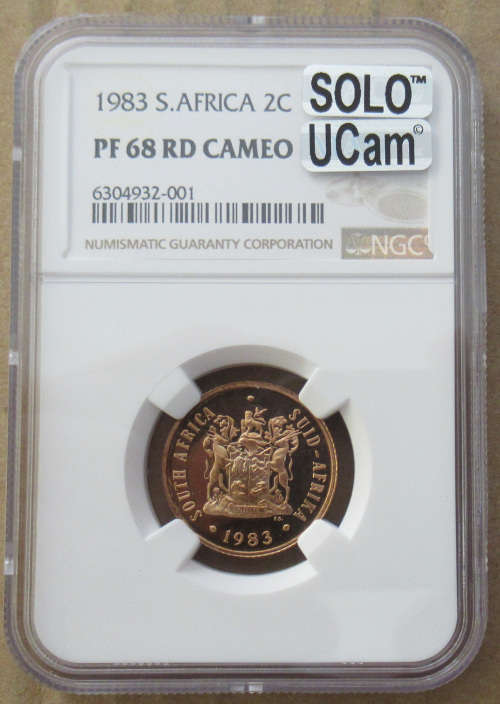 1983 S.AFRICA 2C
PF 68 RD CAMEO
6304932-001
NUMISMATIC GUARANTY CORPORATION
NGC
SOLO™
UCam©
SOUTH AFRICA SUID-AFRIKA
• 1983 •